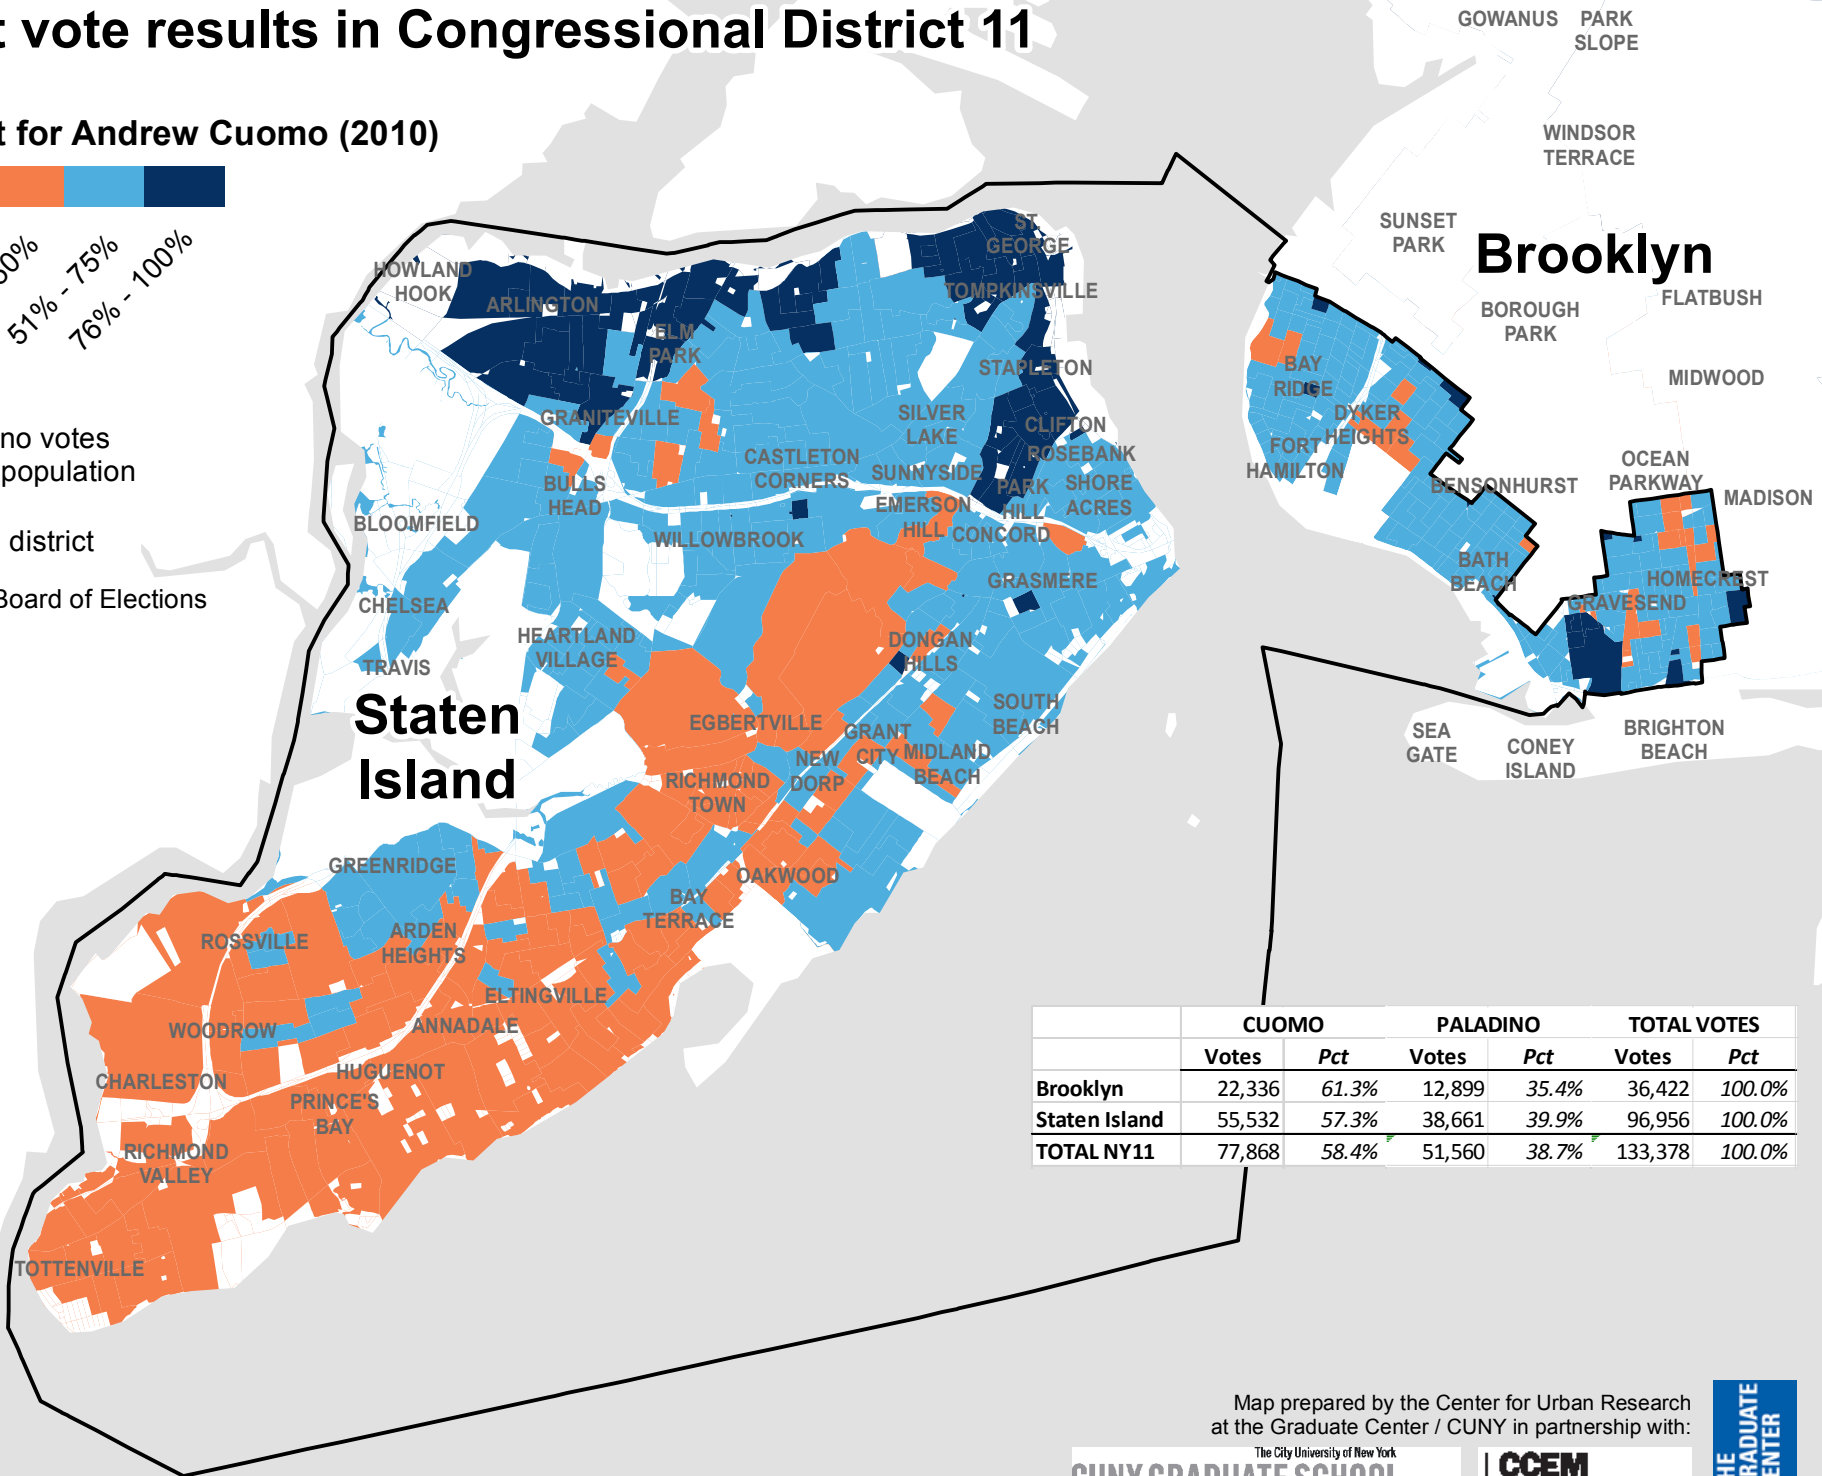 t vote results in Congressional District 11
t for Andrew Cuomo (2010)
51% - 75%
76% - 100%
no votes
population
district
Board of Elections
GOWANUS
PARK
SLOPE
WINDSOR
TERRACE
SUNSET
PARK
Brooklyn
FLATBUSH
BOROUGH
PARK
MIDWOOD
OCEAN
PARKWAY
MADISON
BAY
RIDGE
DYKER
HEIGHTS
FORT
HAMILTON
BENSONHURST
BATH
BEACH
HOMECREST
GRAVESEND
SEA
GATE
CONEY
ISLAND
BRIGHTON
BEACH
HOWLAND
HOOK
ARLINGTON
ST.
GEORGE
TOMPKINSVILLE
ELM
PARK
STAPLETON
GRANITEVILLE
SILVER
LAKE
CLIFTON
ROSEBANK
CASTLETON
CORNERS
SUNNYSIDE
BULLS
HEAD
PARK
HILL
SHORE
ACRES
EMERSON
HILL
CONCORD
BLOOMFIELD
WILLOWBROOK
GRASMERE
CHELSEA
HEARTLAND
VILLAGE
DONGAN
HILLS
TRAVIS
Staten
Island
EGBERTVILLE
SOUTH
BEACH
GRANT
CITY
MIDLAND
BEACH
NEW
DORP
RICHMOND
TOWN
GREENRIDGE
OAKWOOD
BAY
TERRACE
ROSSVILLE
ARDEN
HEIGHTS
ELTINGVILLE
WOODROW
ANNADALE
CHARLESTON
HUGUENOT
PRINCE'S
BAY
RICHMOND
VALLEY
TOTTENVILLE
CUOMO PALADINO TOTAL VOTES
Votes Pct Votes Pct Votes Pct
Brooklyn 22,336 61.3% 12,899 35.4% 36,422 100.0%
Staten Island 55,532 57.3% 38,661 39.9% 96,956 100.0%
TOTAL NY11 77,868 58.4% 51,560 38.7% 133,378 100.0%
Map prepared by the Center for Urban Research
at the Graduate Center / CUNY in partnership with:
The City University of New York
CUNY GRADUATE SCHOOL
CCEM
HE
RADUATE
ENTER